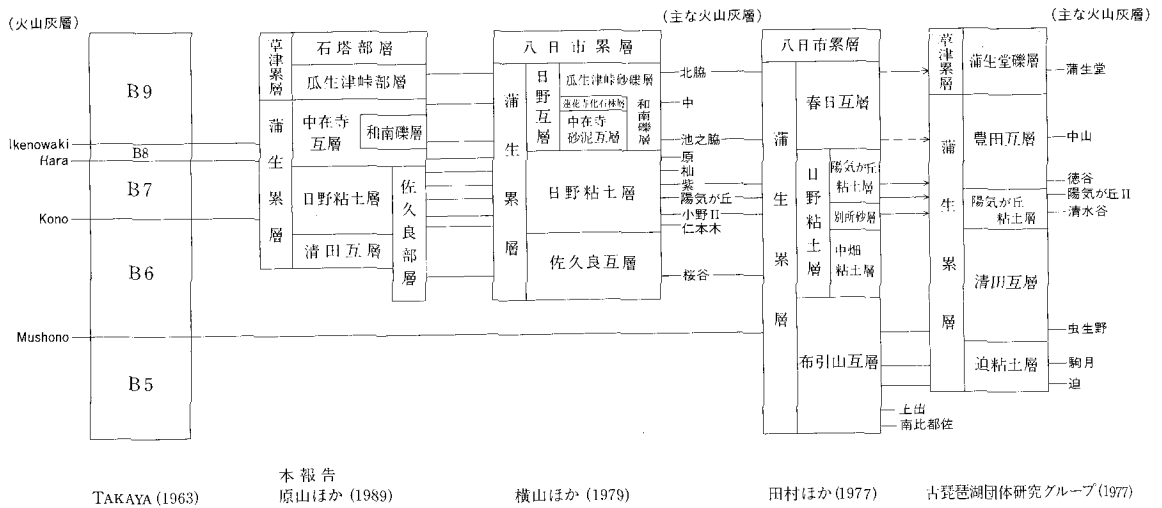 (火山灰層)
B9
Ikenowaki
B8
Hara
B7
Kono
B6
Mushono
B5
TAKAYA (1963)
草津累層
石塔部層
瓜生津峠部層
蒲生累層
中在寺互層
和南礫層
日野粘土層
佐久良部層
清田互層
本報告
原山ほか (1989)
八日市累層
蒲生累層
日野互層
瓜生津峠砂礫層
蓮花寺化石林層
中在寺砂泥互層
和南礫層
日野粘土層
佐久良互層
横山ほか (1979)
(主な火山灰層)
北脇
中
池之脇
原
杣
紫
陽気が丘
小野II
仁本木
桜谷
八日市累層
蒲生累層
春日互層
日野粘土層
陽気が丘粘土層
別所砂層
中畑粘土層
布引山互層
上出
南比都佐
田村ほか (1977)
(主な火山灰層)
草津累層
蒲生堂礫層
蒲生累層
豊田互層
陽気が丘粘土層
清田互層
迫粘土層
蒲生堂
中山
徳谷
陽気が丘II
清水谷
虫生野
駒月
迫
古琵琶湖団体研究グループ (1977)